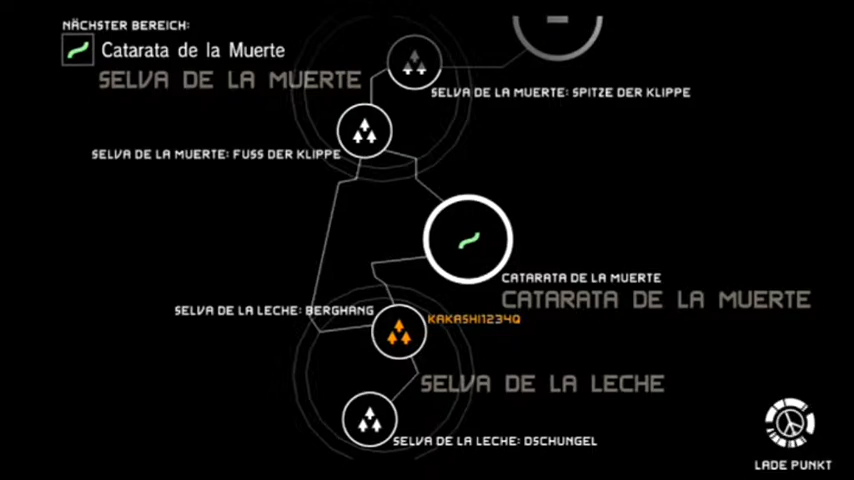 NÄCHSTER BEREICH:
Catarata de la Muerte
SELVA DE LA MUERTE
SELVA DE LA MUERTE: SPITZE DER KLIPPE
SELVA DE LA MUERTE: FUSS DER KLIPPE
CATARATA DE LA MUERTE
CATARATA DE LA MUERTE
SELVA DE LA LECHE: BERGHANG
KAKASHI1234Q
SELVA DE LA LECHE
SELVA DE LA LECHE: DSCHUNGEL
LADE PUNKT